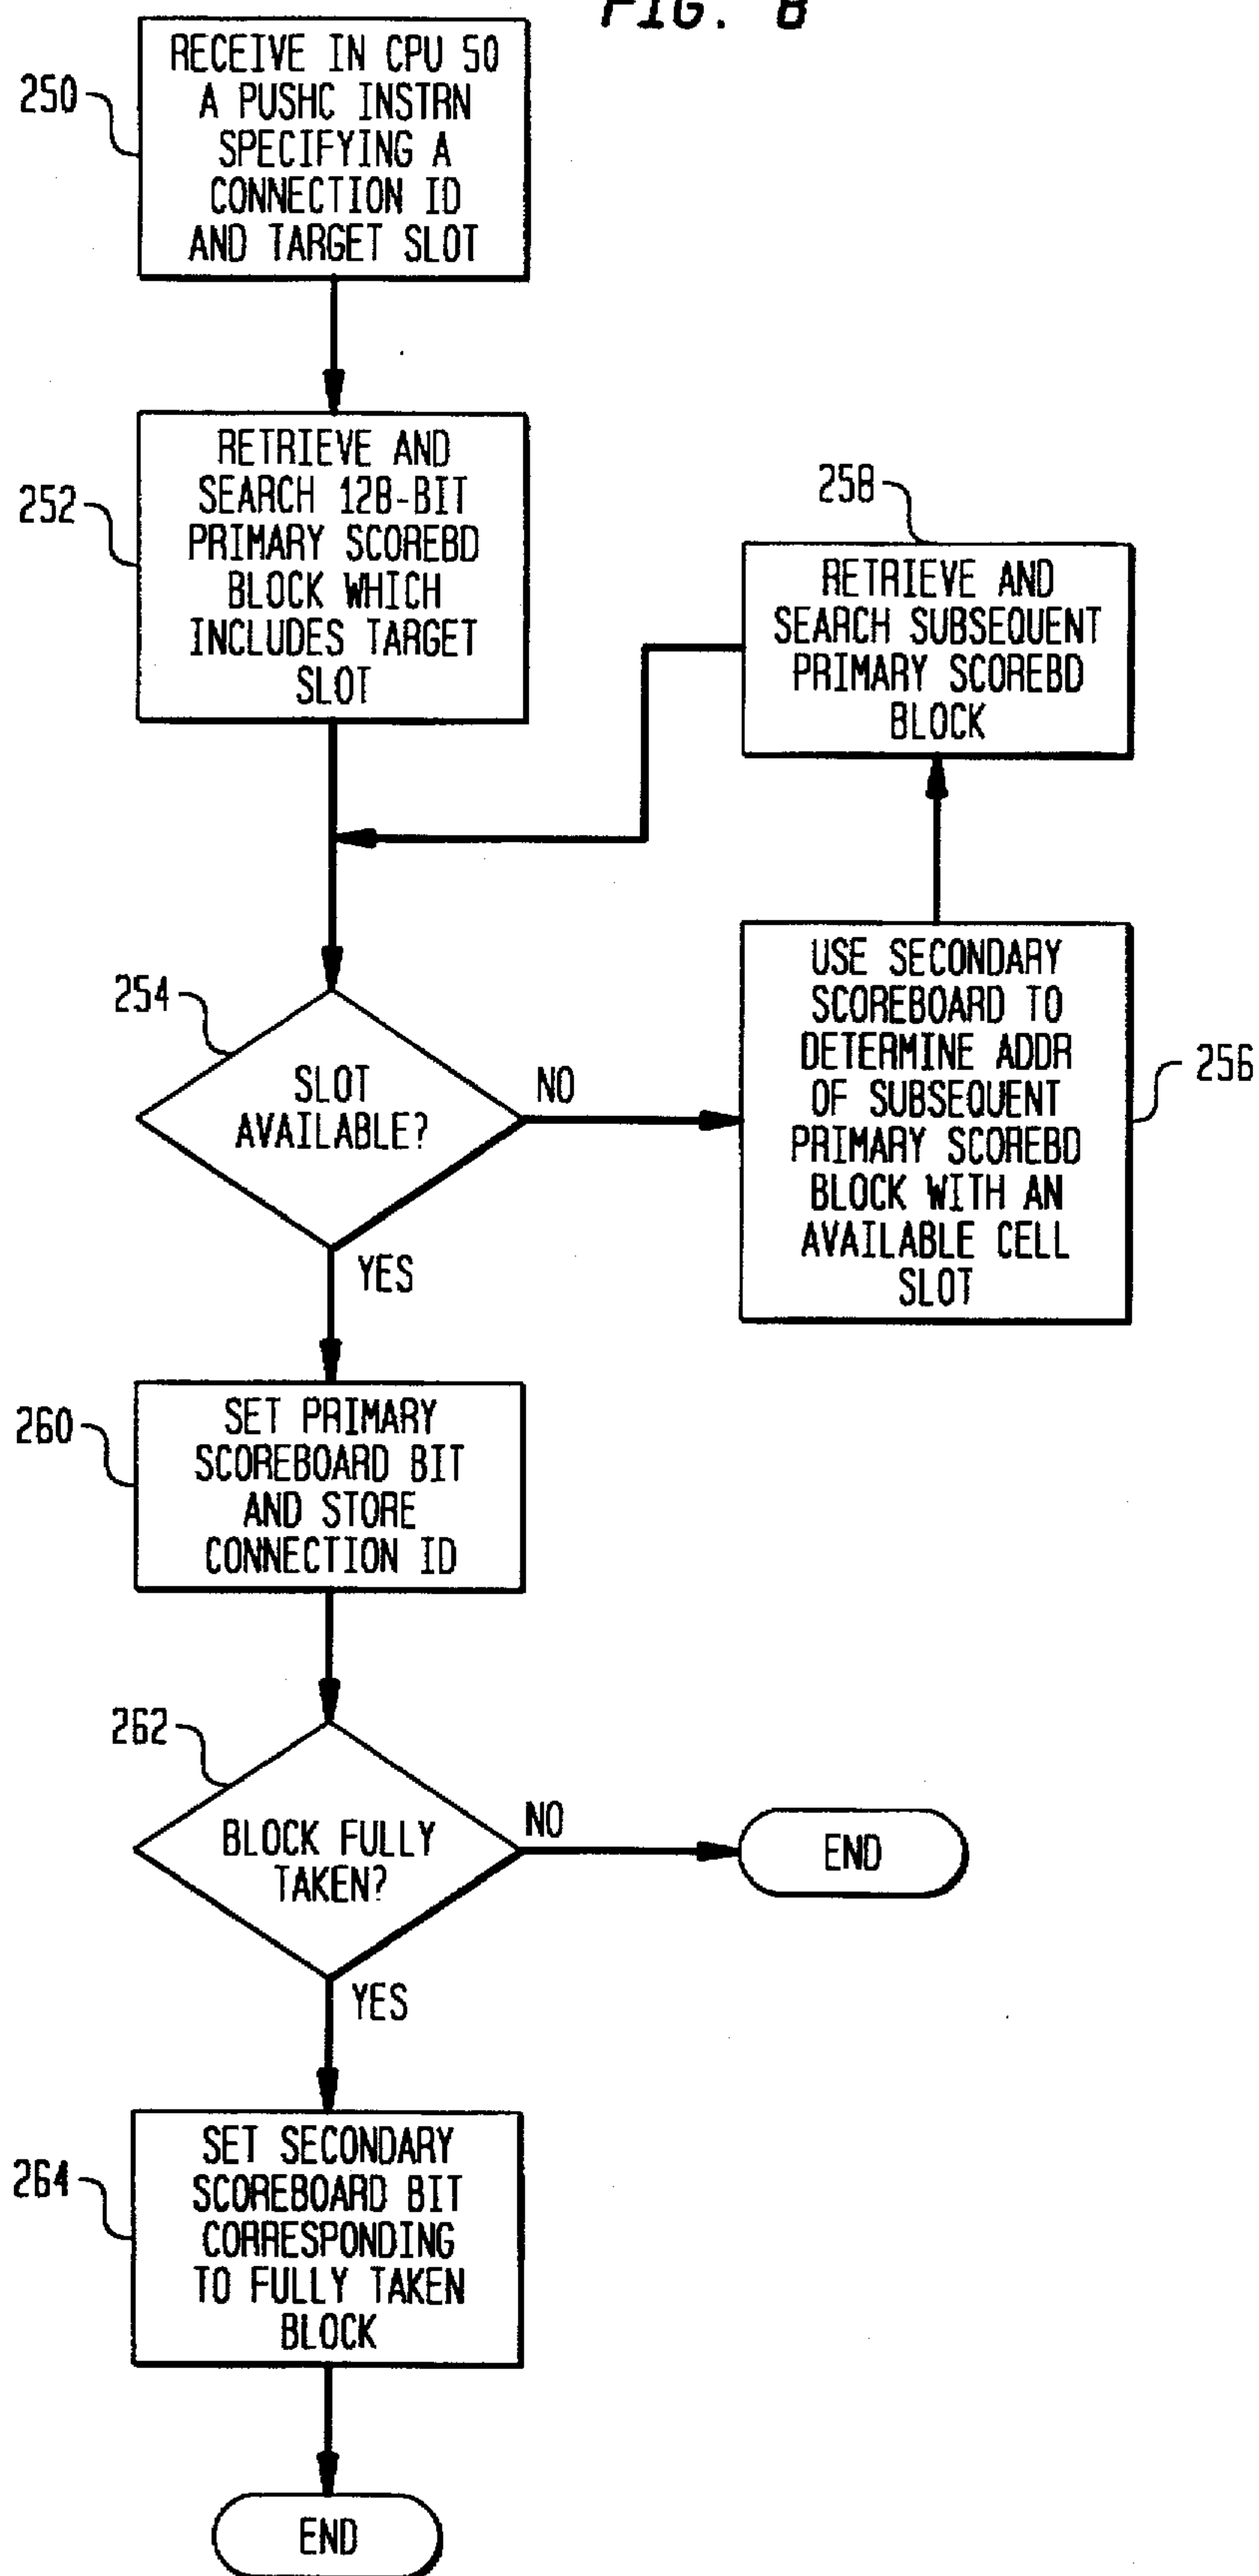 FIG. 8
250
RECEIVE IN CPU 50
A PUSHC INSTRN
SPECIFYING A
CONNECTION ID
AND TARGET SLOT
252
RETRIEVE AND
SEARCH 128-BIT
PRIMARY SCOREBD
BLOCK WHICH
INCLUDES TARGET
SLOT
258
RETRIEVE AND
SEARCH SUBSEQUENT
PRIMARY SCOREBD
BLOCK
254
SLOT
AVAILABLE?
NO
YES
USE SECONDARY
SCOREBOARD TO
DETERMINE ADDR
OF SUBSEQUENT
PRIMARY SCOREBD
BLOCK WITH AN
AVAILABLE CELL
SLOT
256
260
SET PRIMARY
SCOREBOARD BIT
AND STORE
CONNECTION ID
262
BLOCK FULLY
TAKEN?
NO
END
YES
264
SET SECONDARY
SCOREBOARD BIT
CORRESPONDING
TO FULLY TAKEN
BLOCK
END